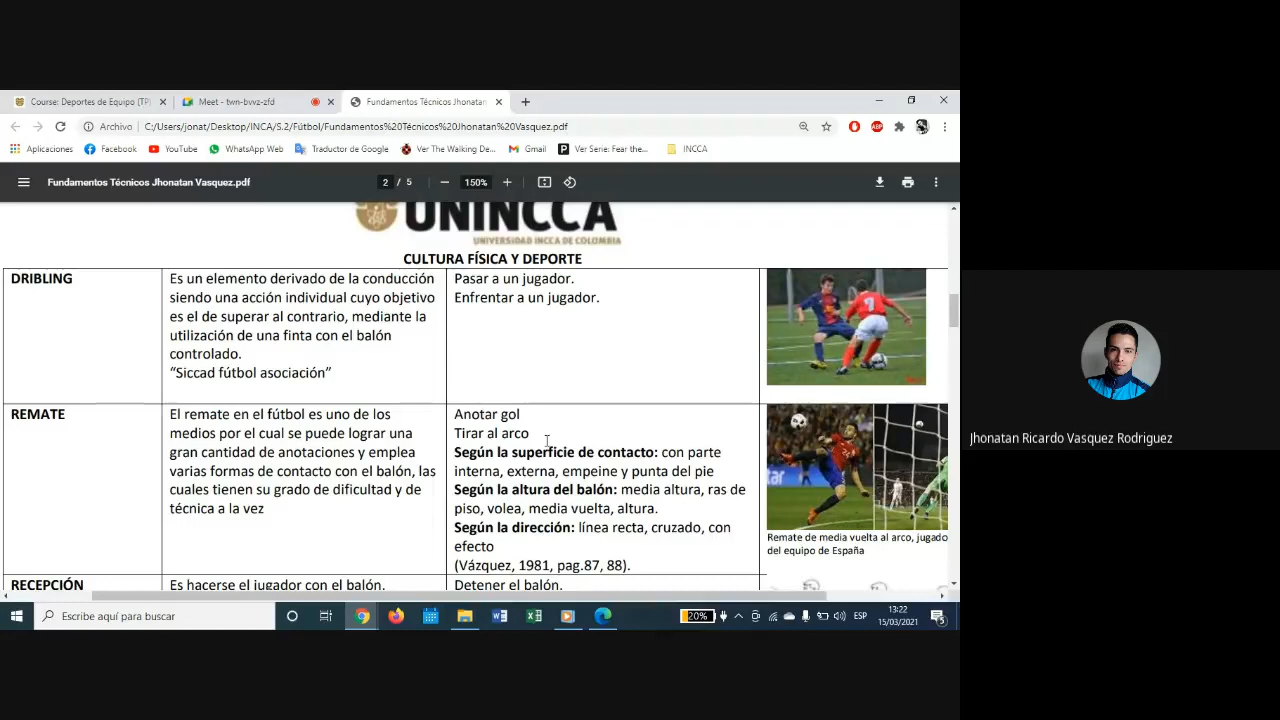 Course: Deportes de Equipo (TP)
Meet - twn-bvvz-zfd
Fundamentos Técnicos Jhonatan
Archivo
C:/Users/jonat/Desktop/INCA/S.2/Fútbol/Fundamentos%20Técnicos%20Jhonatan%20Vasquez.pdf
ABP
Aplicaciones
Facebook
YouTube
WhatsApp Web
Traductor de Google
Ver The Walking De...
Gmail
Ver Serie: Fear the...
INCCA
Fundamentos Técnicos Jhonatan Vasquez.pdf
2 / 5
150%
UNINCCA
UNIVERSIDAD INCCA DE COLOMBIA
CULTURA FÍSICA Y DEPORTE
DRIBLING
Es un elemento derivado de la conducción
siendo una acción individual cuyo objetivo
es el de superar al contrario, mediante la
utilización de una finta con el balón
controlado.
“Siccad fútbol asociación”
Pasar a un jugador.
Enfrentar a un jugador.
REMATE
El remate en el fútbol es uno de los
medios por el cual se puede lograr una
gran cantidad de anotaciones y emplea
varias formas de contacto con el balón, las
cuales tienen su grado de dificultad y de
técnica a la vez
Anotar gol
Tirar al arco
Según la superficie de contacto: con parte
interna, externa, empeine y punta del pie
Según la altura del balón: media altura, ras de
piso, volea, media vuelta, altura.
Según la dirección: línea recta, cruzado, con
efecto
(Vázquez, 1981, pag.87, 88).
Remate de media vuelta al arco, jugado
del equipo de España
RECEPCIÓN
Es hacerse el jugador con el balón.
Detener el balón.
Jhonatan Ricardo Vasquez Rodriguez
Escribe aquí para buscar
20%
ESP
13:22
15/03/2021
5